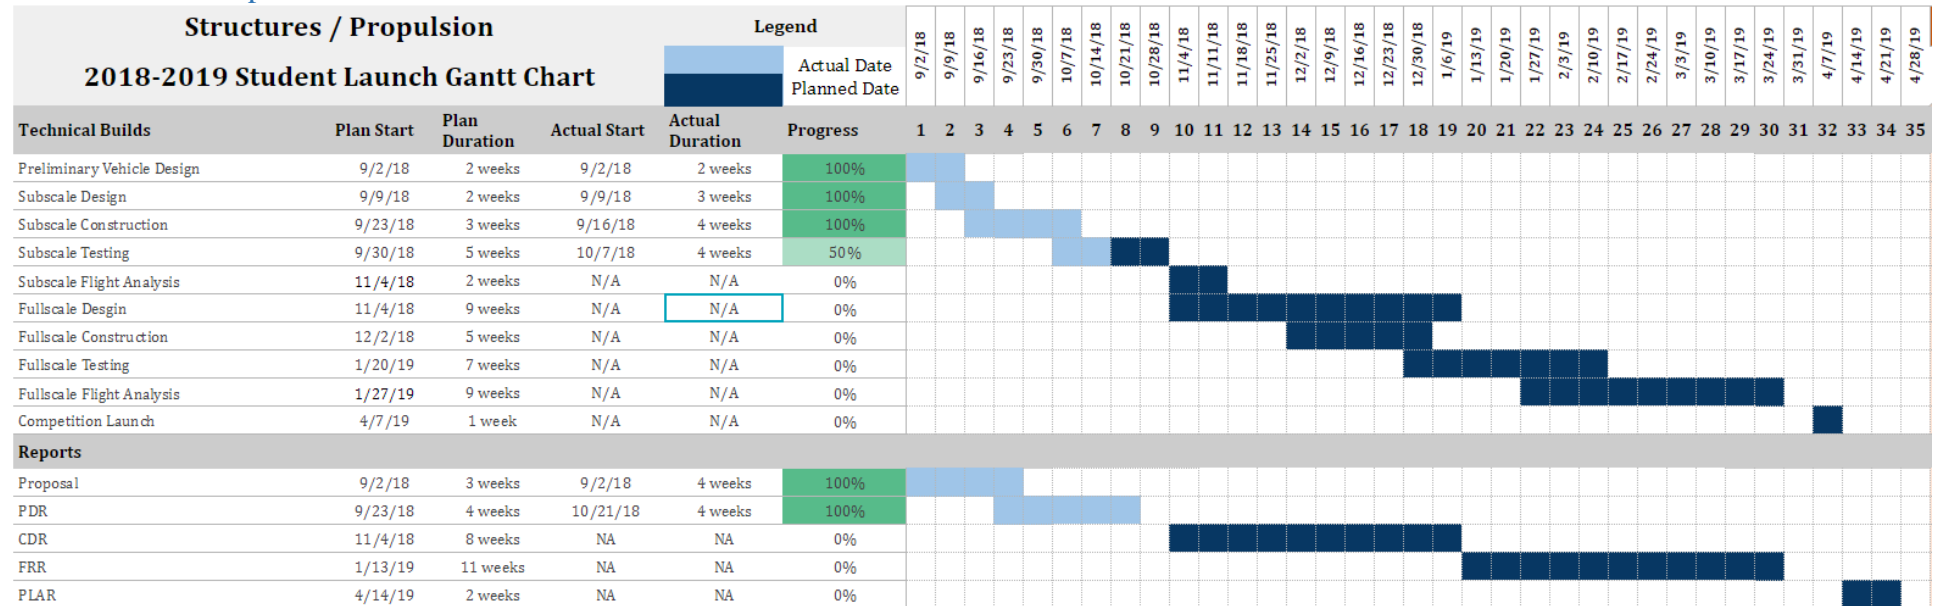 Structures / Propulsion
2018-2019 Student Launch Gantt Chart
Legend
Actual Date
Planned Date
9/2/18 9/9/18 9/16/18 9/23/18 9/30/18 10/7/18 10/14/18 10/21/18 10/28/18 11/4/18 11/11/18 11/18/18 11/25/18 12/2/18 12/9/18 12/16/18 12/23/18 12/30/18 1/6/19 1/13/19 1/20/19 1/27/19 2/3/19 2/10/19 2/17/19 2/24/19 3/3/19 3/10/19 3/17/19 3/24/19 3/31/19 4/7/19 4/14/19 4/21/19 4/28/19
Technical Builds Plan Start Plan Duration Actual Start Actual Duration Progress 1 2 3 4 5 6 7 8 9 10 11 12 13 14 15 16 17 18 19 20 21 22 23 24 25 26 27 28 29 30 31 32 33 34 35
Preliminary Vehicle Design 9/2/18 2 weeks 9/2/18 2 weeks 100%
Subscale Design 9/9/18 2 weeks 9/9/18 3 weeks 100%
Subscale Construction 9/23/18 3 weeks 9/16/18 4 weeks 100%
Subscale Testing 9/30/18 5 weeks 10/7/18 4 weeks 50%
Subscale Flight Analysis 11/4/18 2 weeks N/A N/A 0%
Fullscale Desgin 11/4/18 9 weeks N/A N/A 0%
Fullscale Construction 12/2/18 5 weeks N/A N/A 0%
Fullscale Testing 1/20/19 7 weeks N/A N/A 0%
Fullscale Flight Analysis 1/27/19 9 weeks N/A N/A 0%
Competition Launch 4/7/19 1 week N/A N/A 0%
Reports
Proposal 9/2/18 3 weeks 9/2/18 4 weeks 100%
PDR 9/23/18 4 weeks 10/21/18 4 weeks 100%
CDR 11/4/18 8 weeks NA NA 0%
FRR 1/13/19 11 weeks NA NA 0%
PLAR 4/14/19 2 weeks NA NA 0%